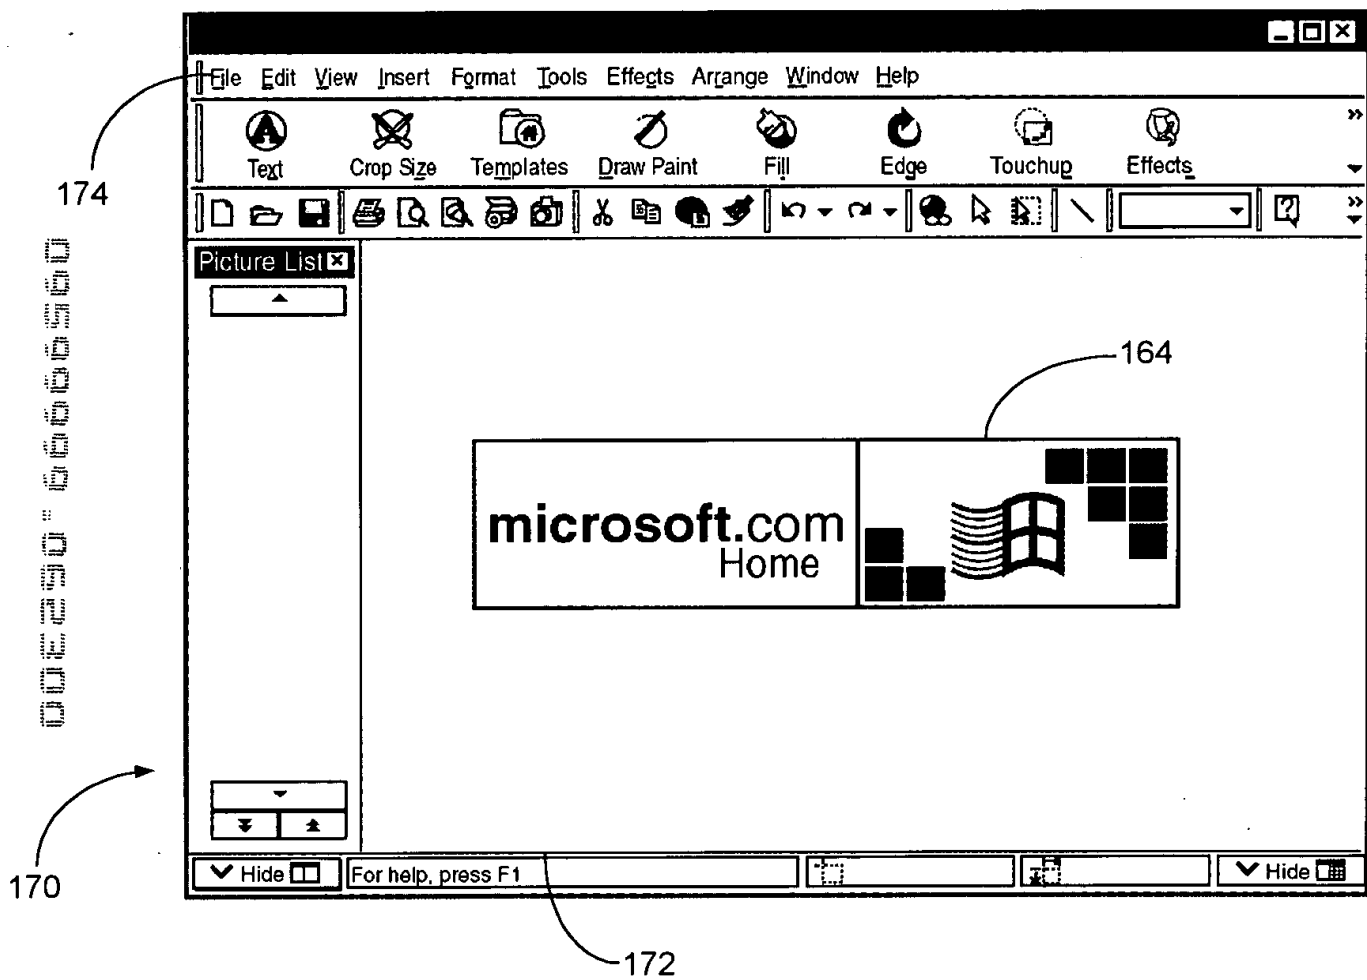 File Edit View Insert Format Tools Effects Arrange Window Help
Text Crop Size Templates Draw Paint Fill Edge Touchup Effects
174
Picture List
164
microsoft.com
Home
Hide For help, press F1 Hide
170
172